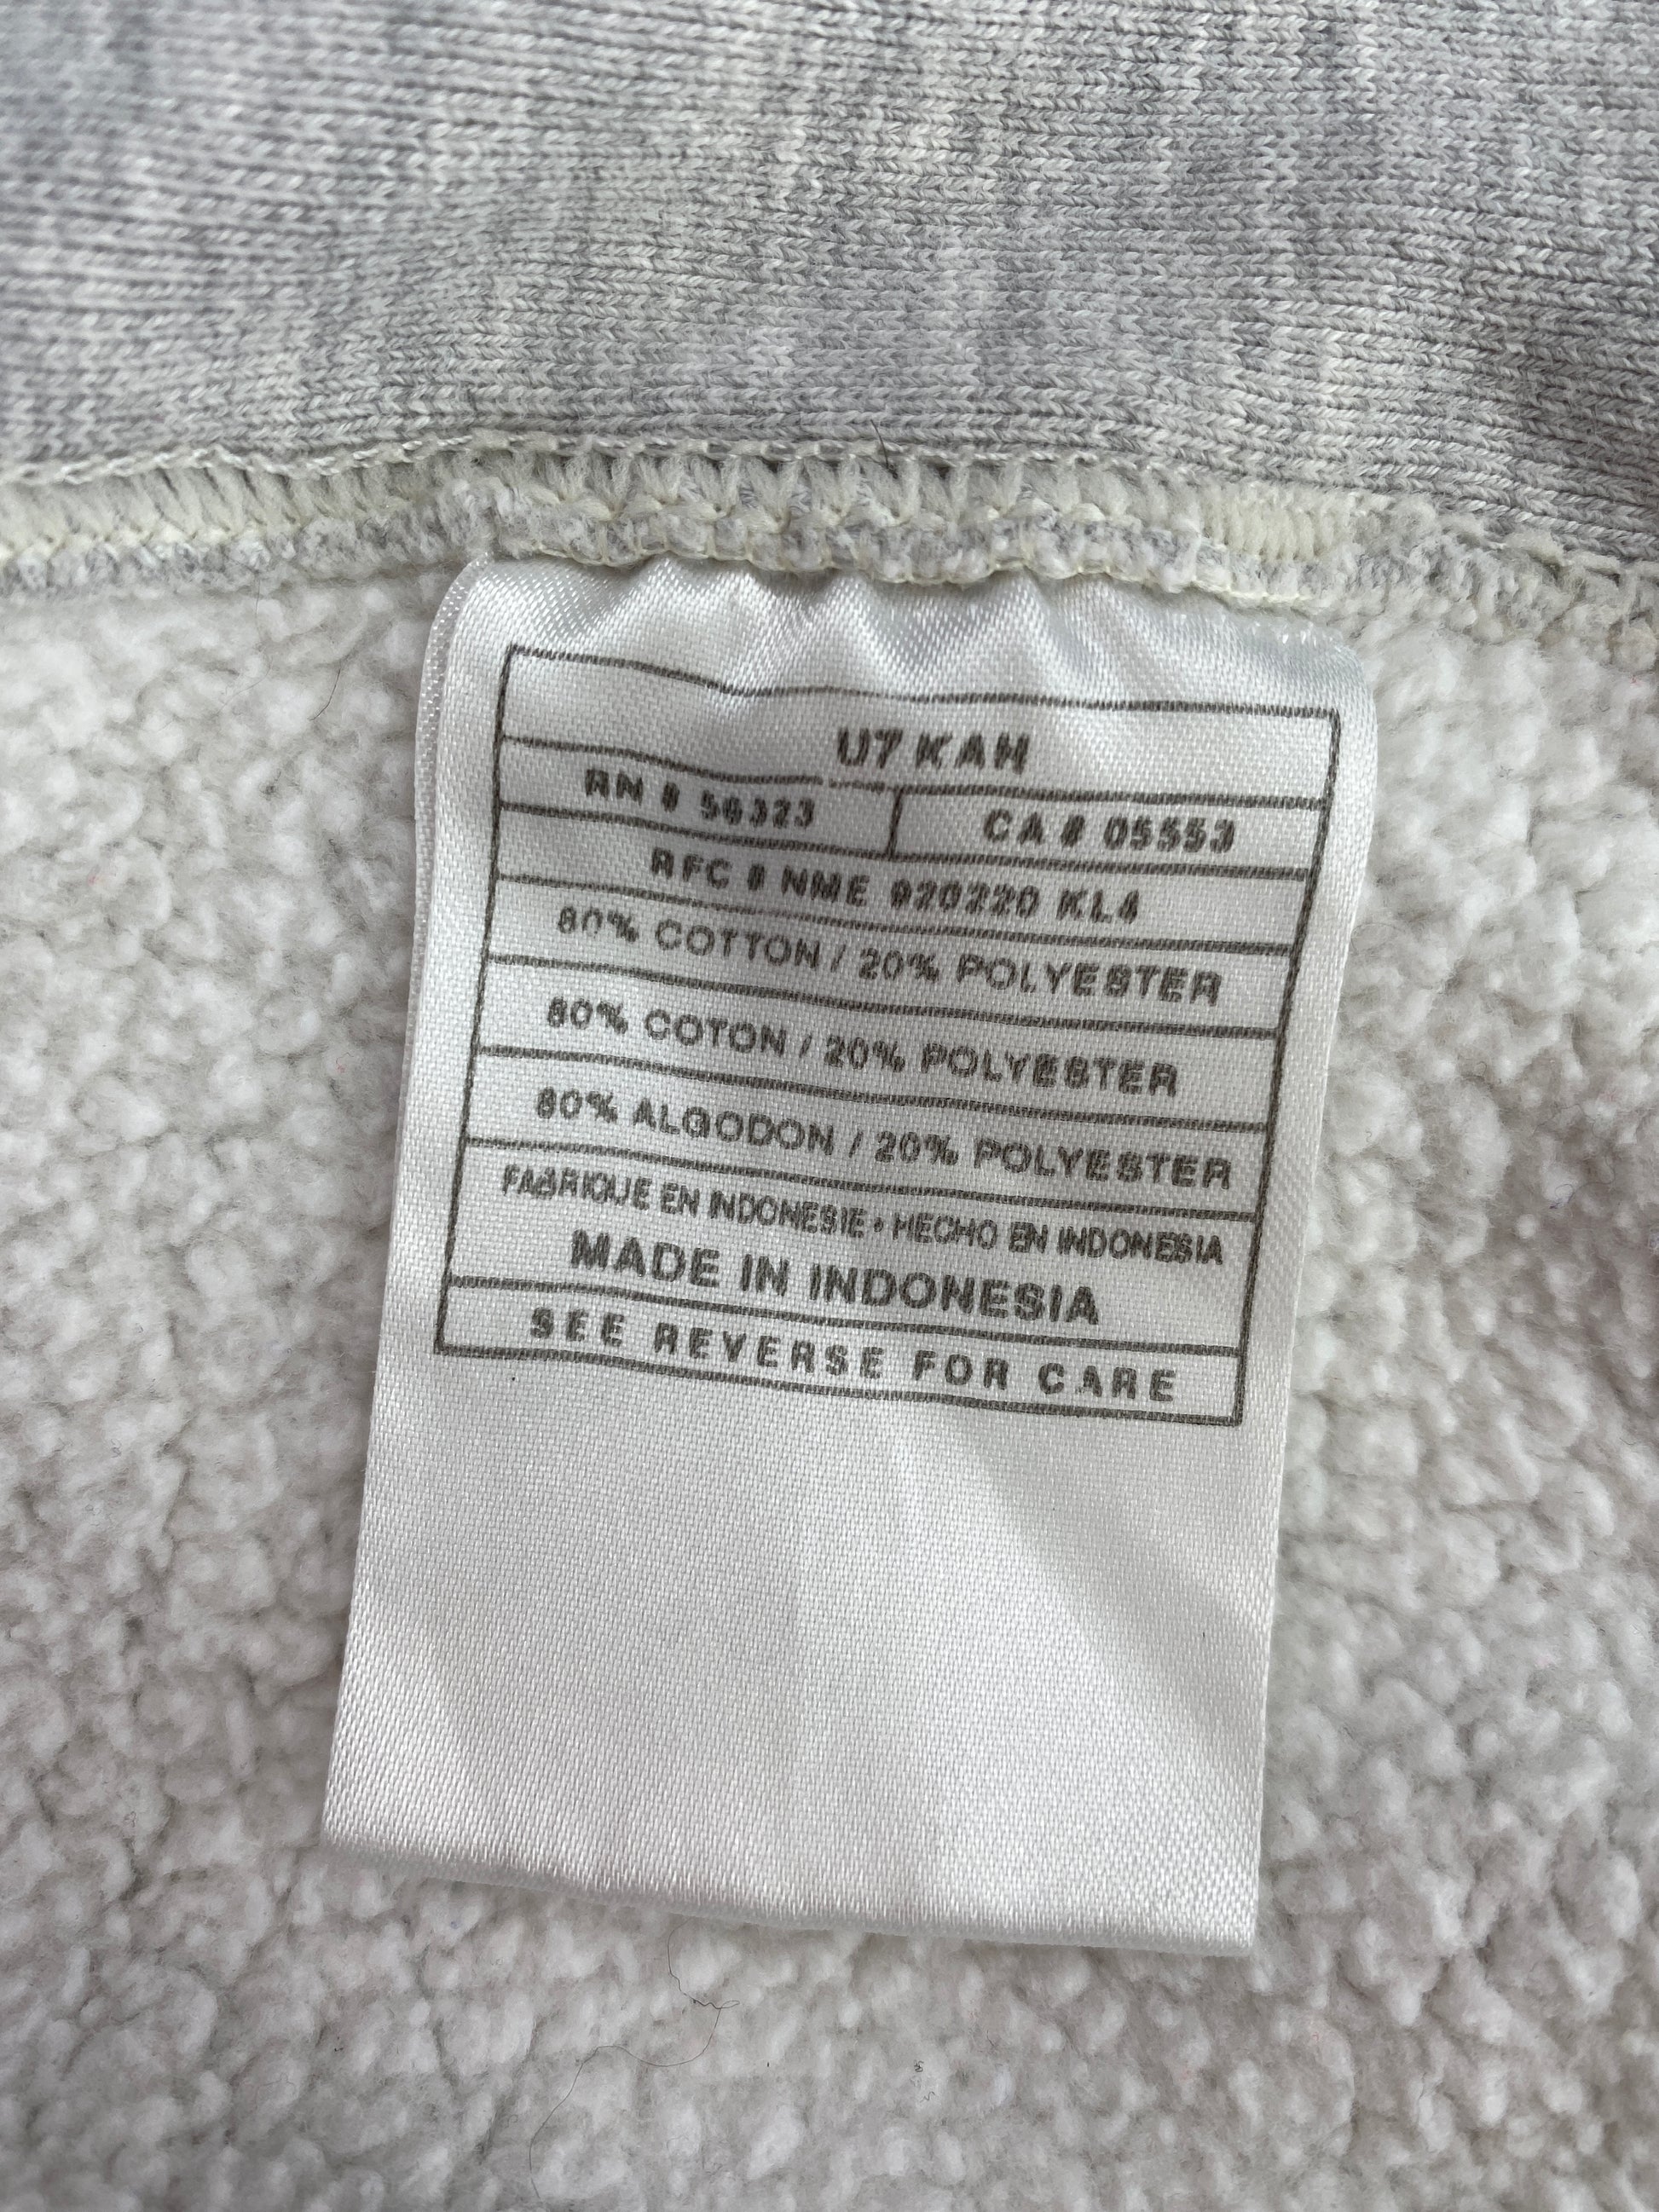 U7 KAH
RN # 56323 CA # 05553
RFC # NME 920220 KL4
80% COTTON / 20% POLYESTER
80% COTON / 20% POLYESTER
80% ALGODON / 20% POLYESTER
FABRIQUE EN INDONESIE • HECHO EN INDONESIA
MADE IN INDONESIA
SEE REVERSE FOR CARE